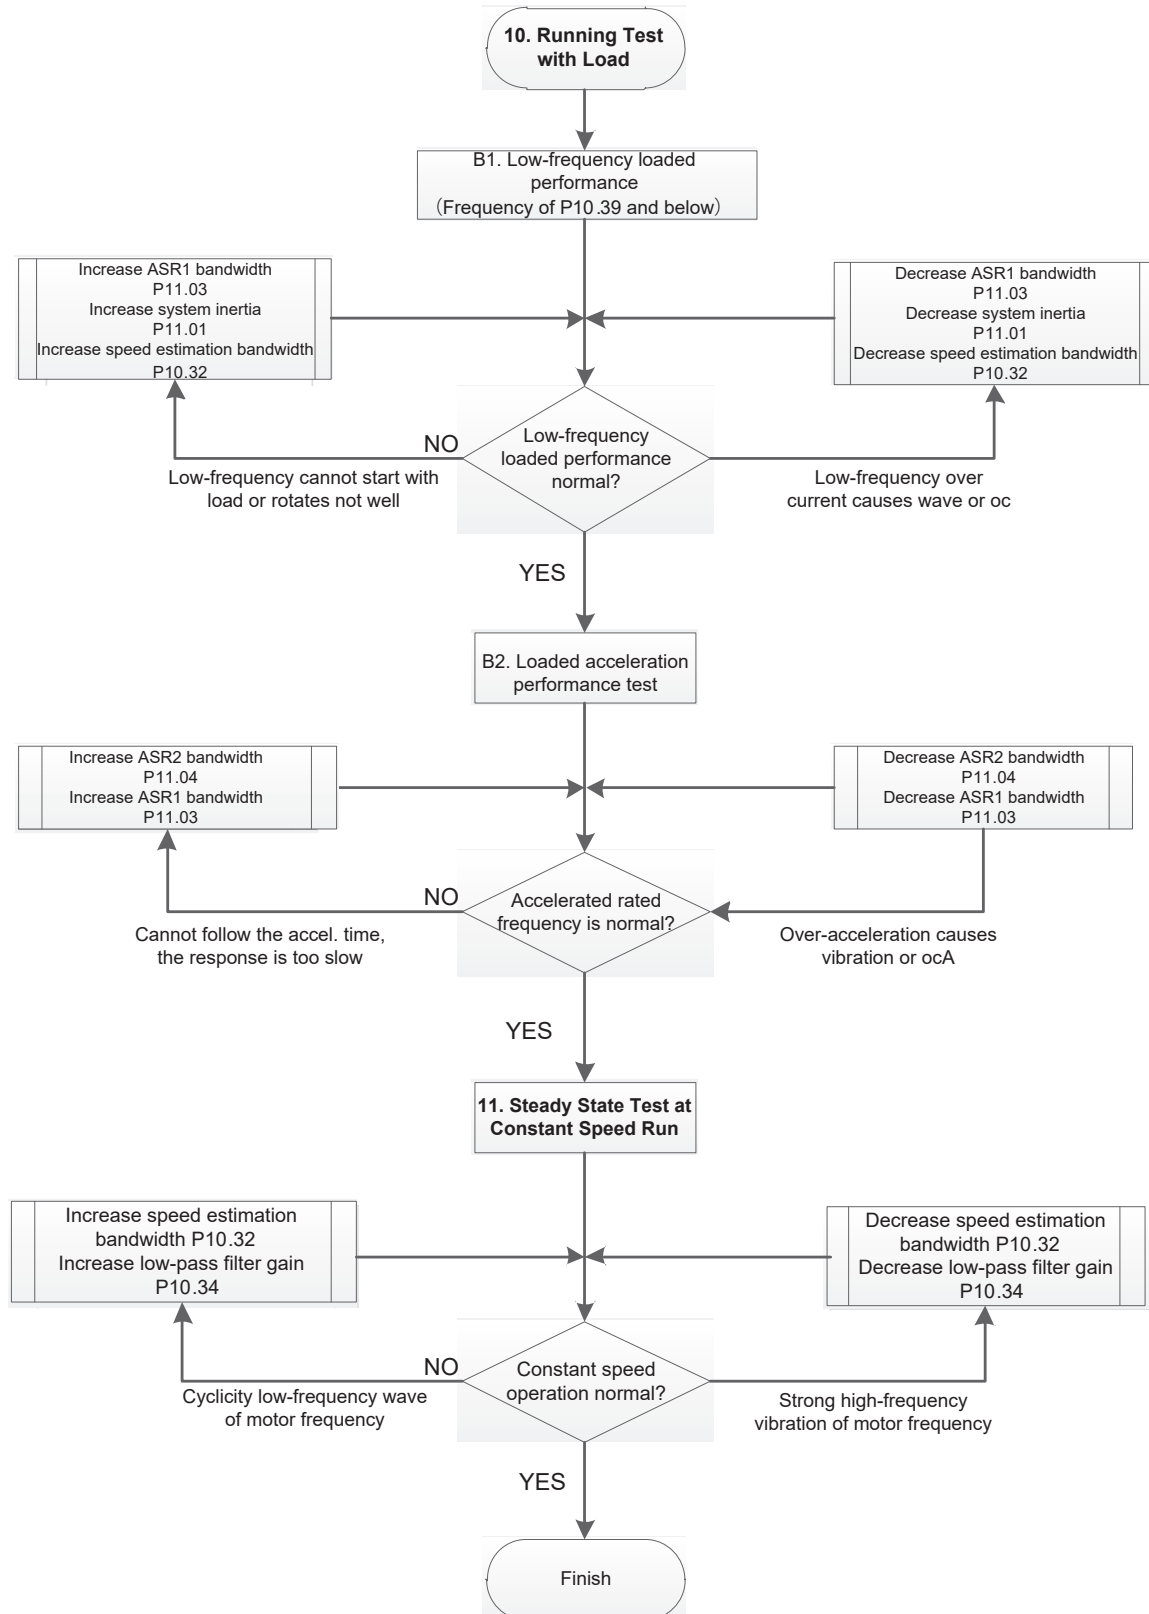 10. Running Test
with Load
B1. Low-frequency loaded
performance
(Frequency of P10.39 and below)
Increase ASR1 bandwidth
P11.03
Increase system inertia
P11.01
Increase speed estimation bandwidth
P10.32
Decrease ASR1 bandwidth
P11.03
Decrease system inertia
P11.01
Decrease speed estimation bandwidth
P10.32
NO
Low-frequency
loaded performance
normal?
Low-frequency cannot start with
load or rotates not well
Low-frequency over
current causes wave or oc
YES
B2. Loaded acceleration
performance test
Increase ASR2 bandwidth
P11.04
Increase ASR1 bandwidth
P11.03
Decrease ASR2 bandwidth
P11.04
Decrease ASR1 bandwidth
P11.03
NO
Accelerated rated
frequency is normal?
Cannot follow the accel. time,
the response is too slow
Over-acceleration causes
vibration or ocA
YES
11. Steady State Test at
Constant Speed Run
Increase speed estimation
bandwidth P10.32
Increase low-pass filter gain
P10.34
Decrease speed estimation
bandwidth P10.32
Decrease low-pass filter gain
P10.34
NO
Constant speed
operation normal?
Cyclicity low-frequency wave
of motor frequency
Strong high-frequency
vibration of motor frequency
YES
Finish